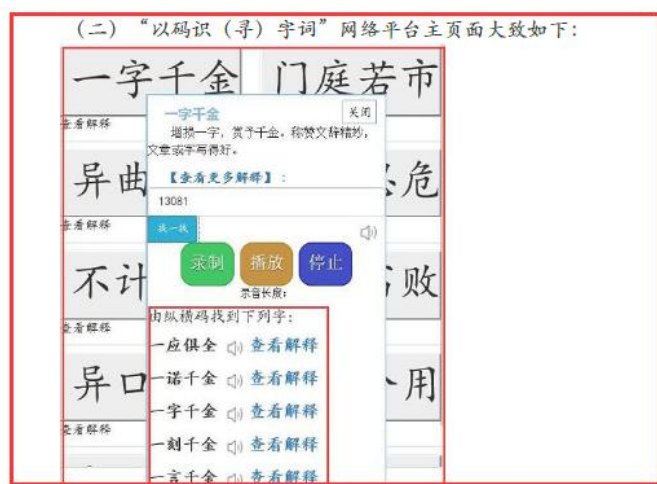 (二) “以码识（寻）字词”网络平台主页面大致如下：
一字千金 门庭若市
查看解释
一字千金 关闭
增损一字，赏予千金。称赞文辞精妙，
文章或字写得好。
【查看更多解释】：
异曲 危
13081
查看解释
找一找
录制 播放 停止
不计 败
录音长度：
由纵横码找到下列字：
查看解释
一应俱全 查看解释
一诺千金 查看解释
异口 用
一字千金 查看解释
一刻千金 查看解释
查看解释
一言千金 查看解释